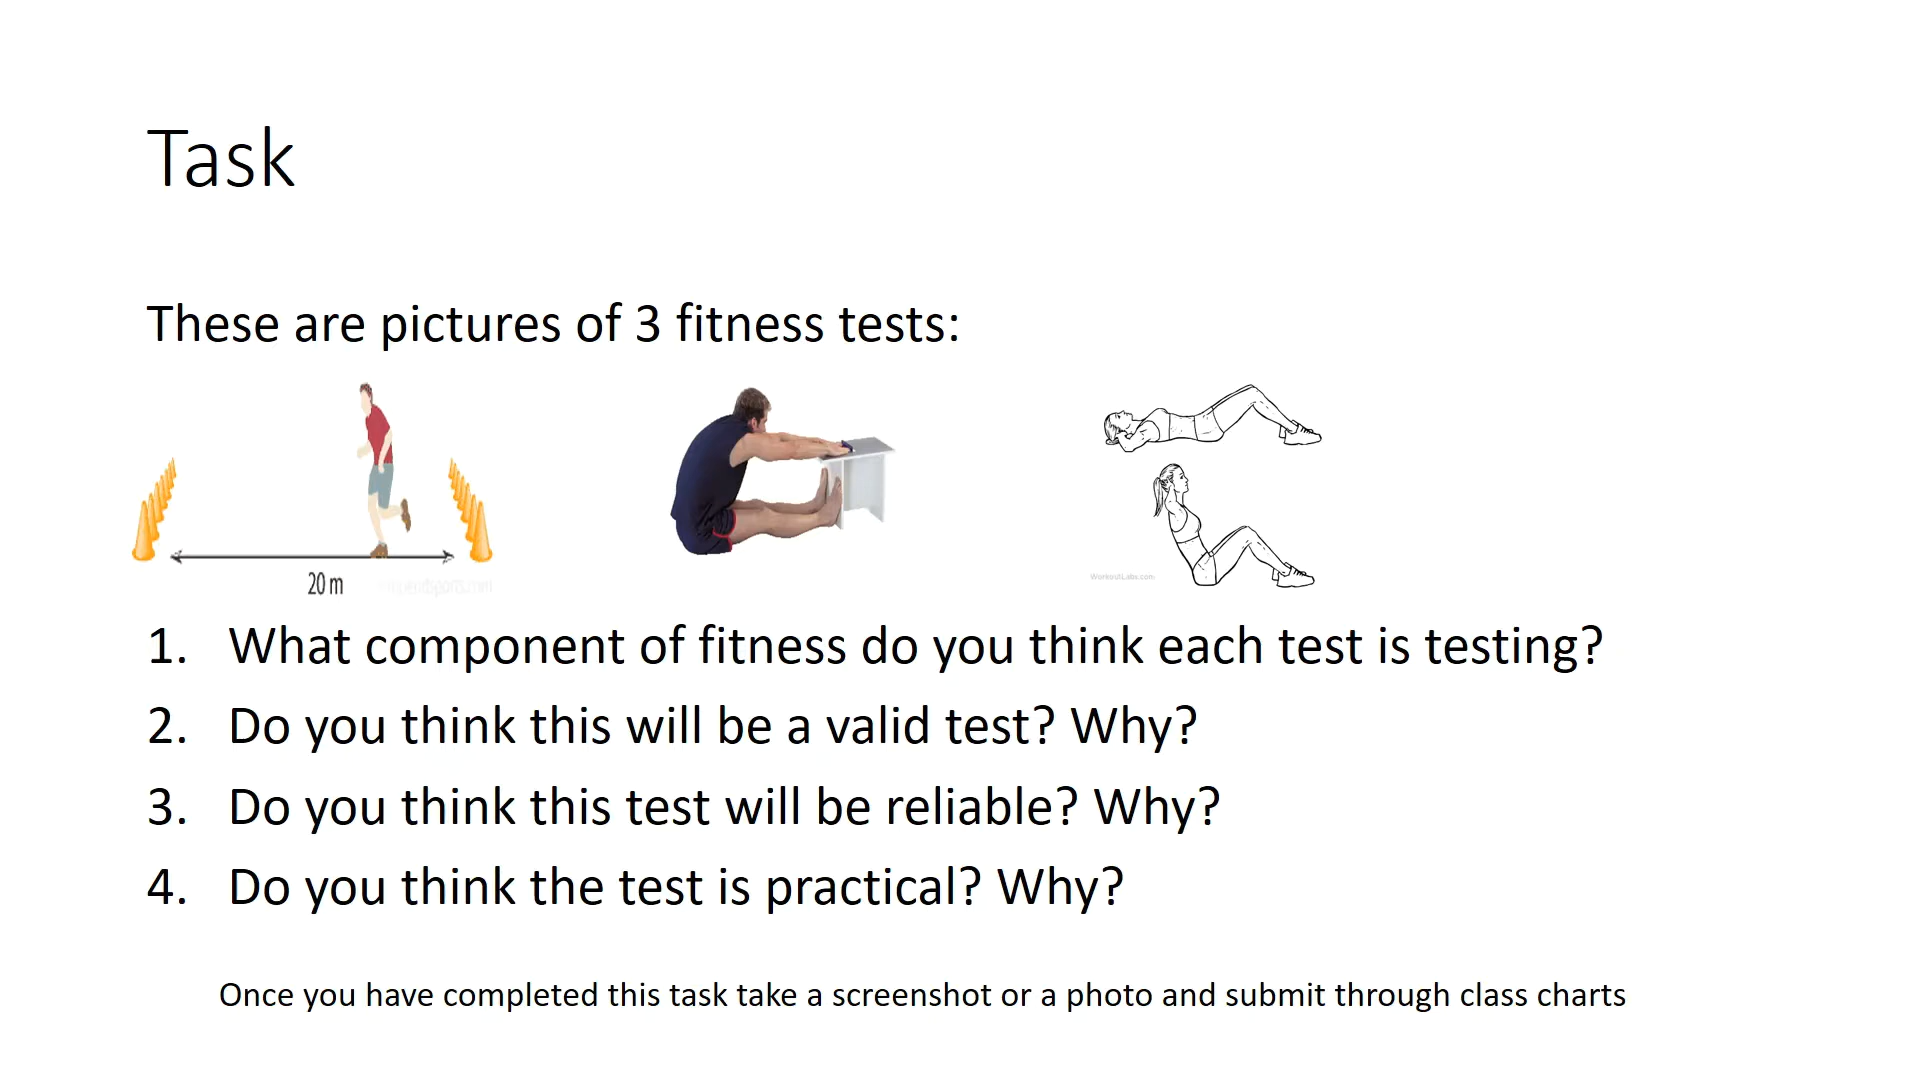 Task
These are pictures of 3 fitness tests:
20 m
WorkoutLabs.com
1. What component of fitness do you think each test is testing?
2. Do you think this will be a valid test? Why?
3. Do you think this test will be reliable? Why?
4. Do you think the test is practical? Why?
Once you have completed this task take a screenshot or a photo and submit through class charts